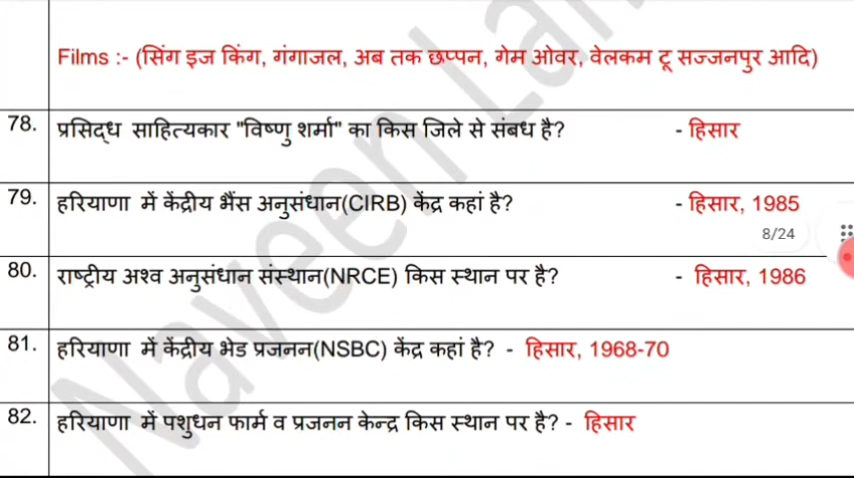 Films :- (सिंग इज किंग, गंगाजल, अब तक छप्पन, गेम ओवर, वेलकम टू सज्जनपुर आदि)
78. प्रसिद्ध साहित्यकार "विष्णु शर्मा" का किस जिले से संबध है? - हिसार
79. हरियाणा में केंद्रीय भैंस अनुसंधान(CIRB) केंद्र कहां है? - हिसार, 1985
8/24
80. राष्ट्रीय अश्व अनुसंधान संस्थान(NRCE) किस स्थान पर है? - हिसार, 1986
81. हरियाणा में केंद्रीय भेड प्रजनन(NSBC) केंद्र कहां है? - हिसार, 1968-70
82. हरियाणा में पशुधन फार्म व प्रजनन केन्द्र किस स्थान पर है? - हिसार
Naveen